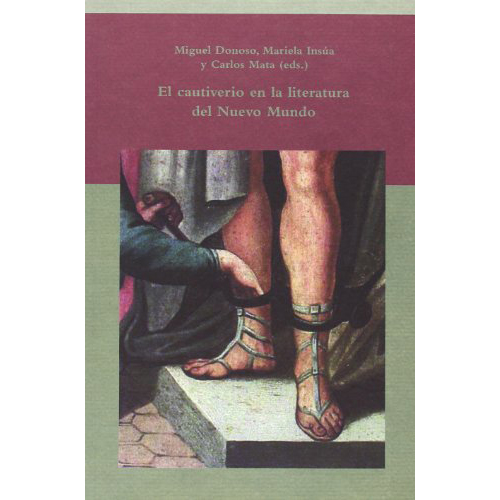 Miguel Donoso, Mariela Insúa
y Carlos Mata (eds.)
El cautiverio en la literatura
del Nuevo Mundo